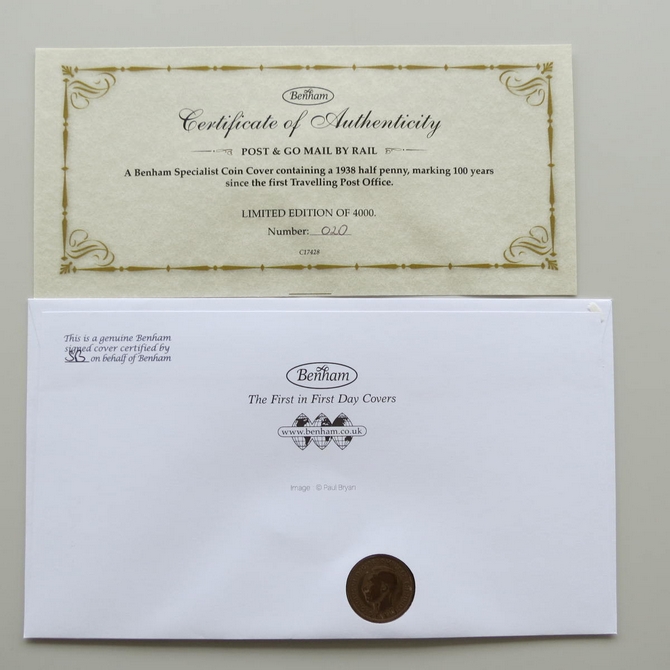 Benham
Certificate of Authenticity
POST & GO MAIL BY RAIL
A Benham Specialist Coin Cover containing a 1938 half penny, marking 100 years
since the first Travelling Post Office.
LIMITED EDITION OF 4000.
Number: 020
C17428
This is a genuine Benham
signed cover certified by
SB on behalf of Benham
Benham
The First in First Day Covers
www.benham.co.uk
Image © Paul Bryan